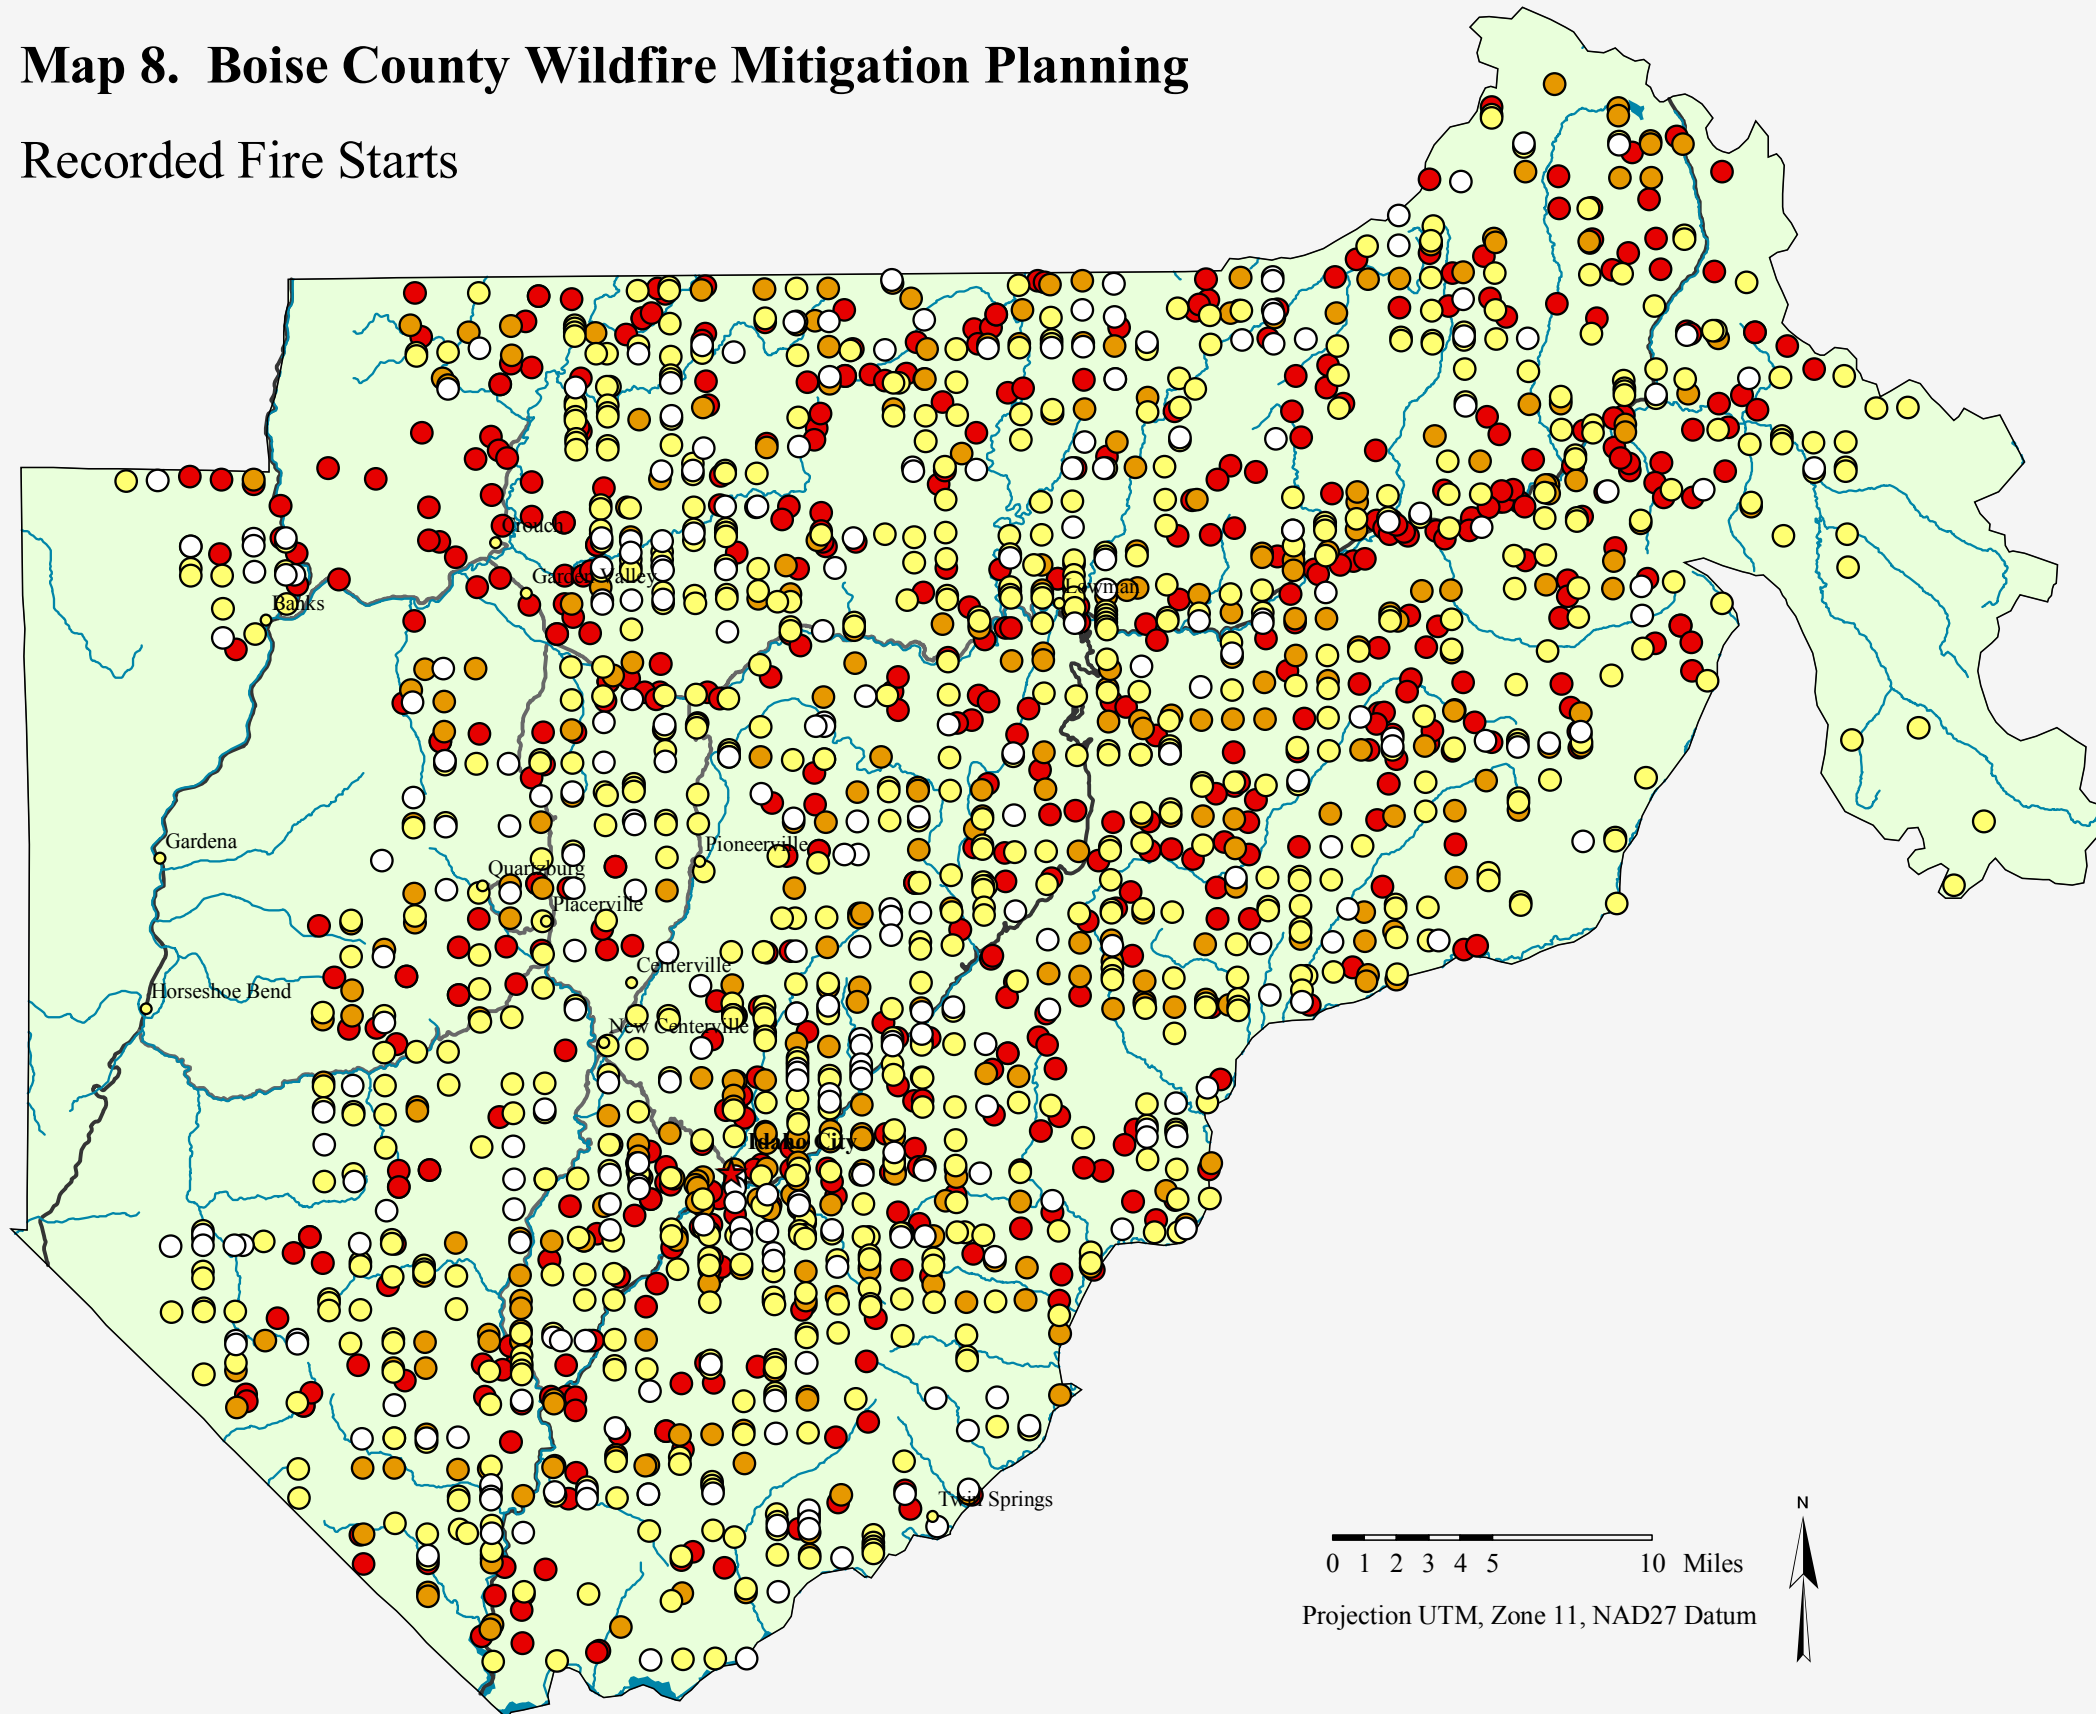 Map 8. Boise County Wildfire Mitigation Planning
Recorded Fire Starts
Crouch
Garden Valley
Banks
Lowman
Gardena
Pioneerville
Quartzburg
Placerville
Centerville
Horseshoe Bend
New Centerville
Idaho City
Twin Springs
N
0 1 2 3 4 5 10 Miles
Projection UTM, Zone 11, NAD27 Datum